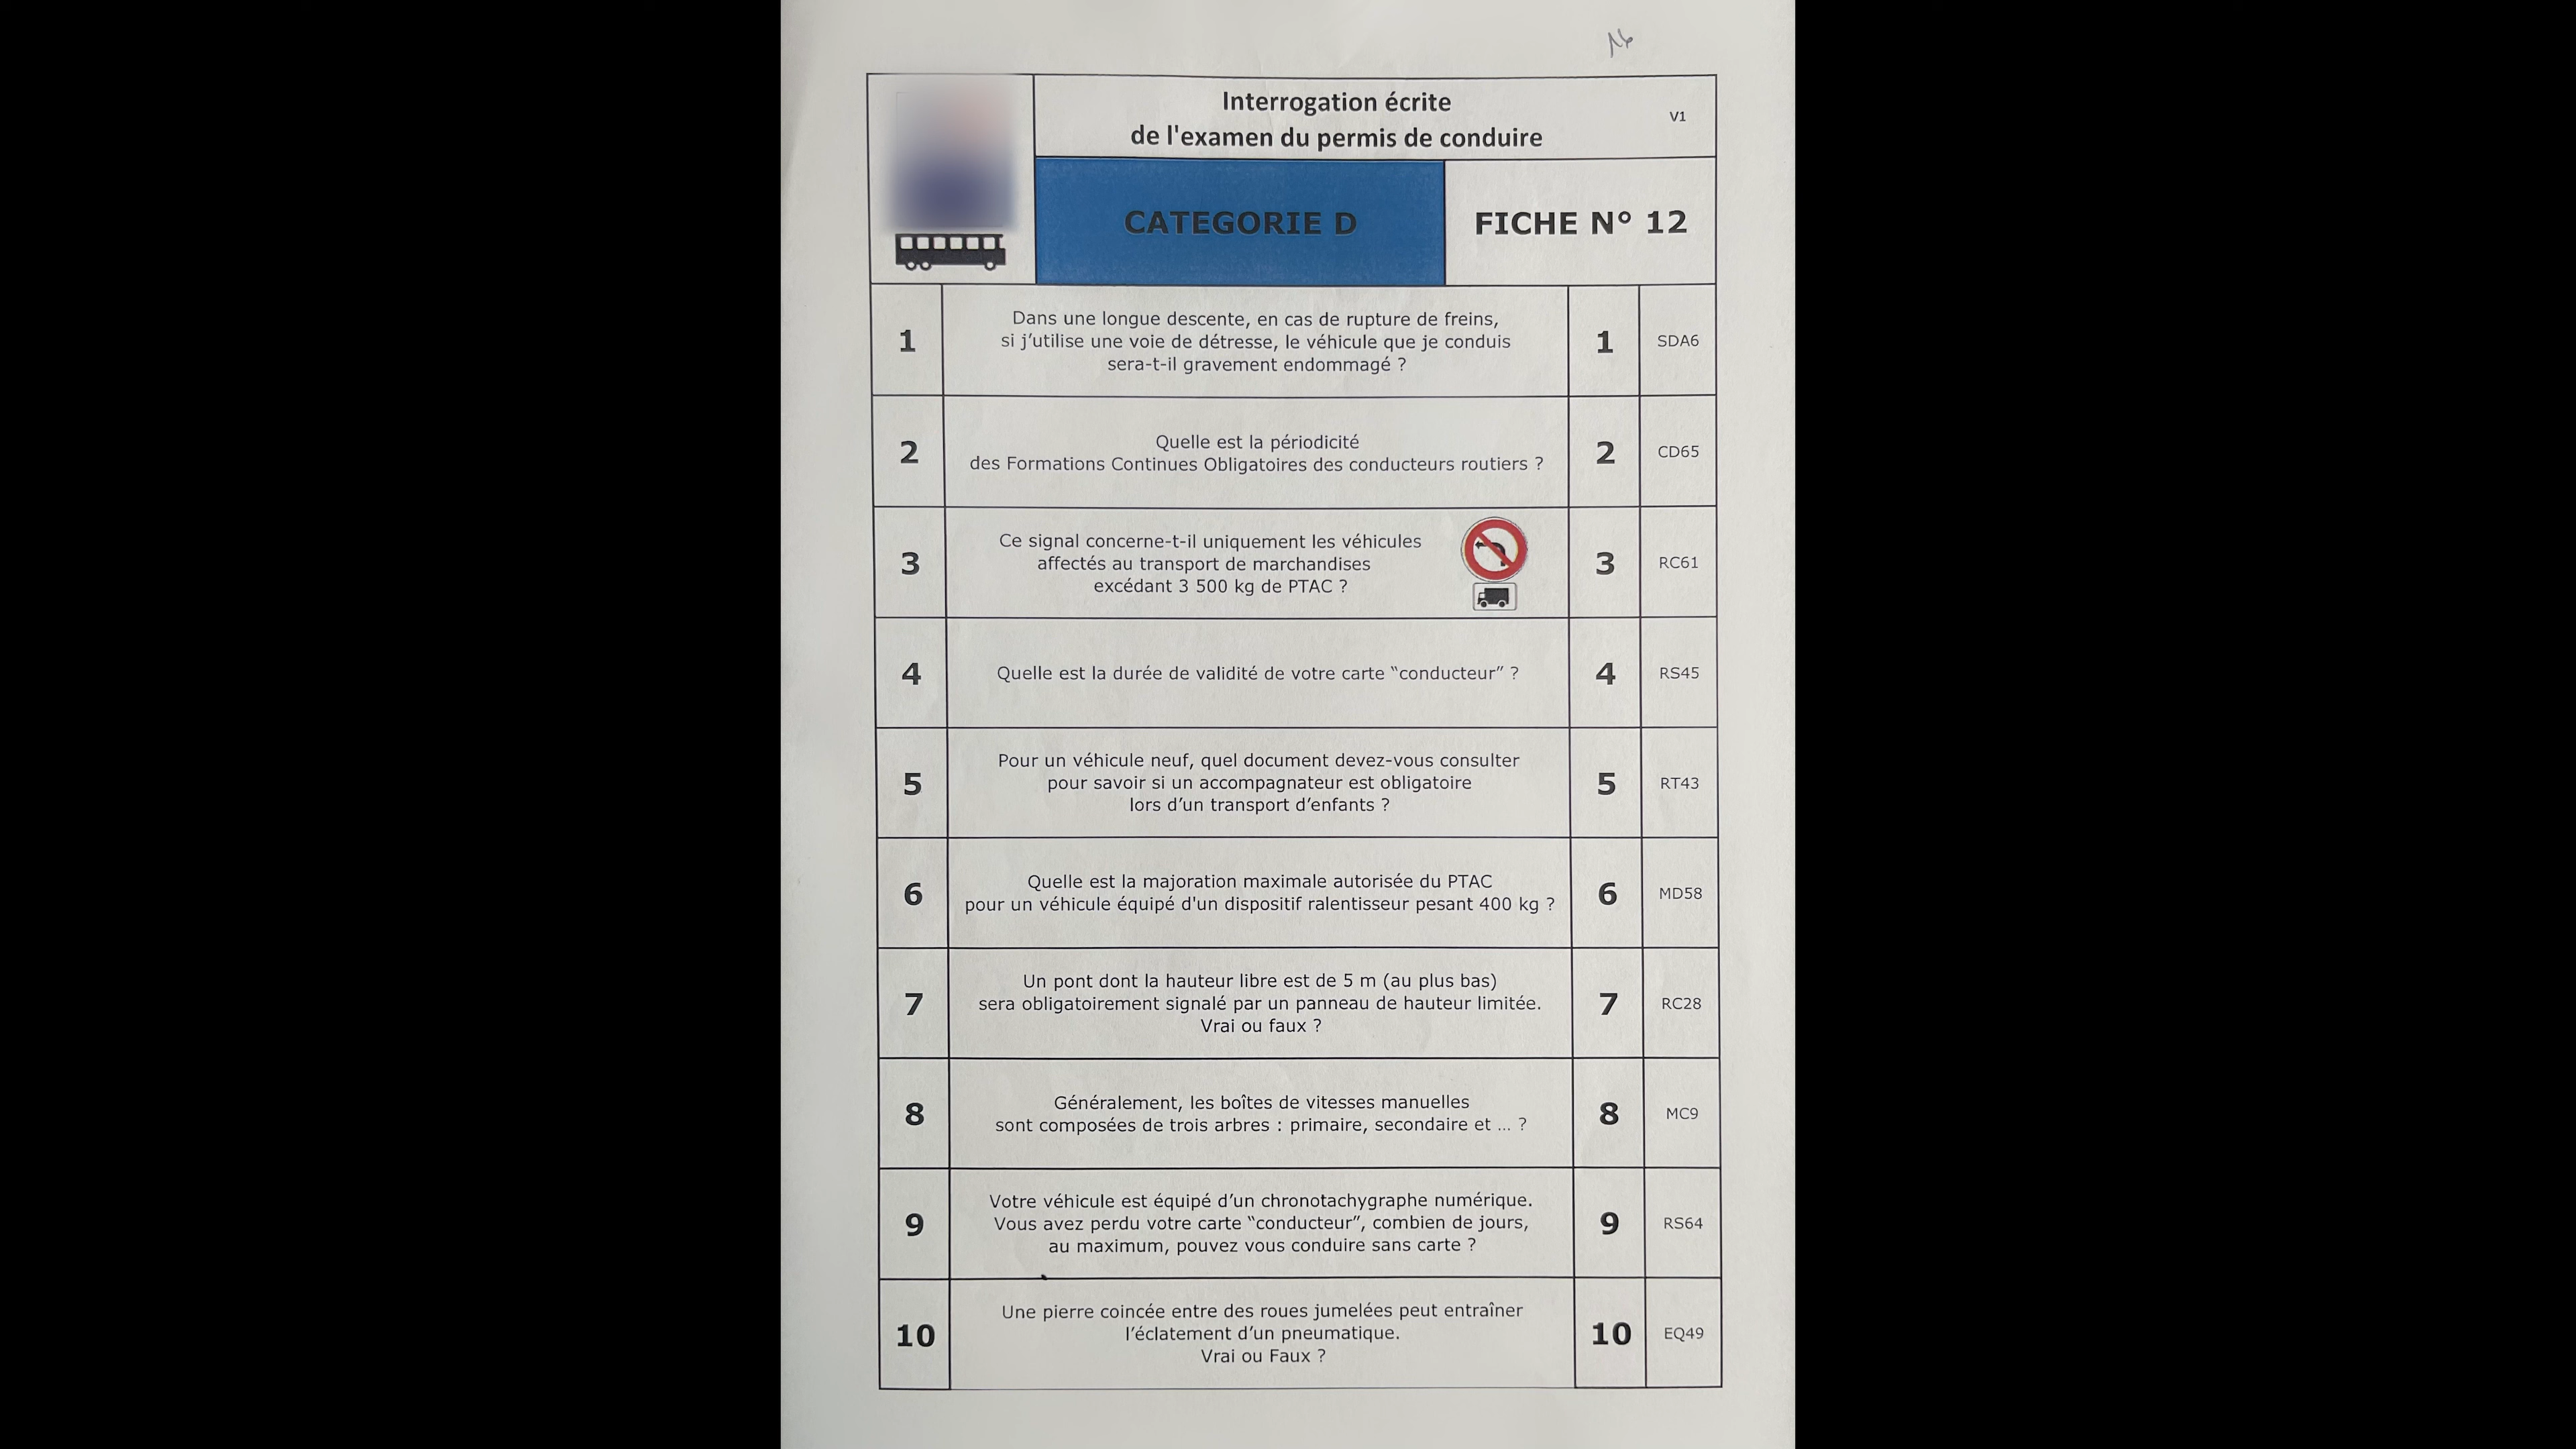 Interrogation écrite
de l'examen du permis de conduire
V1
CATEGORIE D
FICHE N° 12
1
Dans une longue descente, en cas de rupture de freins,
si j’utilise une voie de détresse, le véhicule que je conduis
sera-t-il gravement endommagé ?
1
SDA6
2
Quelle est la périodicité
des Formations Continues Obligatoires des conducteurs routiers ?
2
CD65
3
Ce signal concerne-t-il uniquement les véhicules
affectés au transport de marchandises
excédant 3 500 kg de PTAC ?
3
RC61
4
Quelle est la durée de validité de votre carte “conducteur” ?
4
RS45
5
Pour un véhicule neuf, quel document devez-vous consulter
pour savoir si un accompagnateur est obligatoire
lors d’un transport d’enfants ?
5
RT43
6
Quelle est la majoration maximale autorisée du PTAC
pour un véhicule équipé d'un dispositif ralentisseur pesant 400 kg ?
6
MD58
7
Un pont dont la hauteur libre est de 5 m (au plus bas)
sera obligatoirement signalé par un panneau de hauteur limitée.
Vrai ou faux ?
7
RC28
8
Généralement, les boîtes de vitesses manuelles
sont composées de trois arbres : primaire, secondaire et ... ?
8
MC9
9
Votre véhicule est équipé d’un chronotachygraphe numérique.
Vous avez perdu votre carte “conducteur”, combien de jours,
au maximum, pouvez vous conduire sans carte ?
9
RS64
10
Une pierre coincée entre des roues jumelées peut entraîner
l’éclatement d’un pneumatique.
Vrai ou Faux ?
10
EQ49